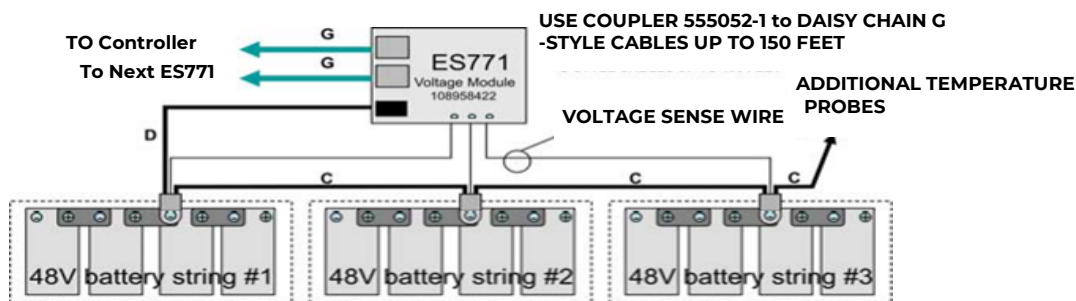 USE COUPLER 555052-1 to DAISY CHAIN G
-STYLE CABLES UP TO 150 FEET
TO Controller
To Next ES771
G
G
ES771
Voltage Module
108958422
ADDITIONAL TEMPERATURE
PROBES
VOLTAGE SENSE WIRE
D
C
C
C
48V battery string #1
48V battery string #2
48V battery string #3